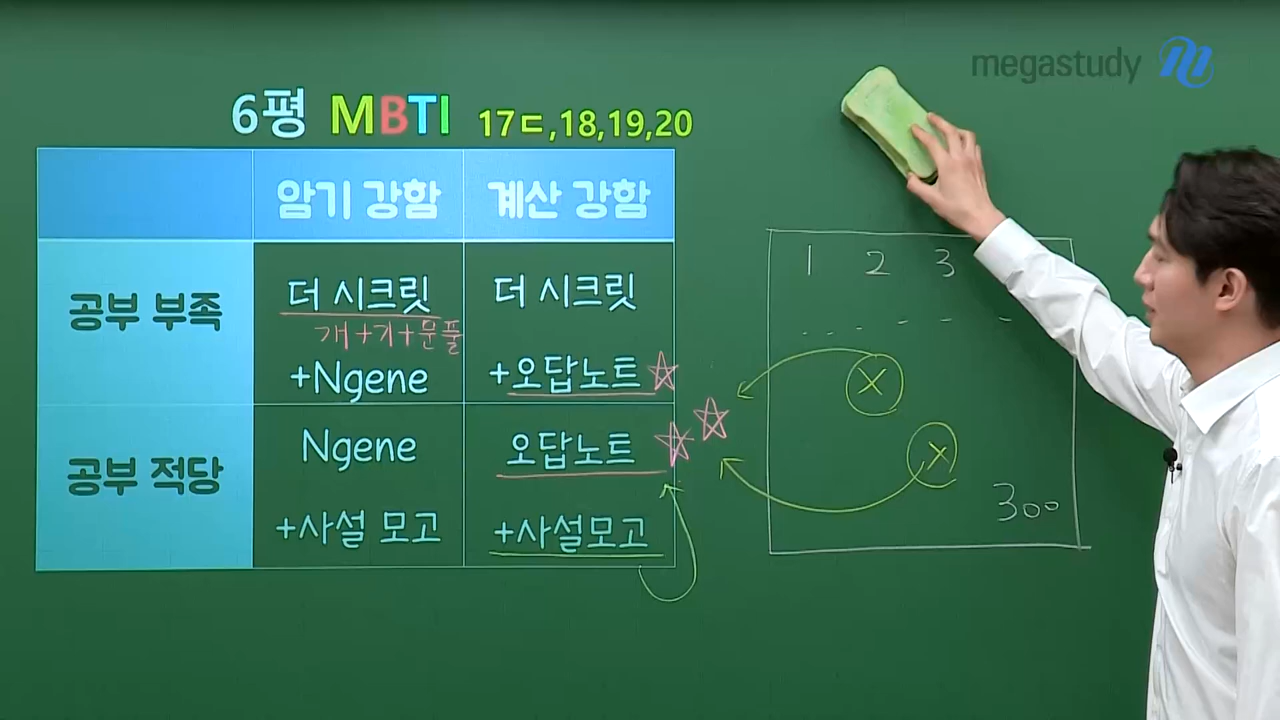 megastudy
6평 MBTI 17ㄷ,18,19,20
암기 강함 계산 강함
공부 부족
더 시크릿
개+기+문풀
+Ngene
더 시크릿
+오답노트
공부 적당
Ngene
+사설 모고
오답노트
+사설모고
1 2 3
X
X
300